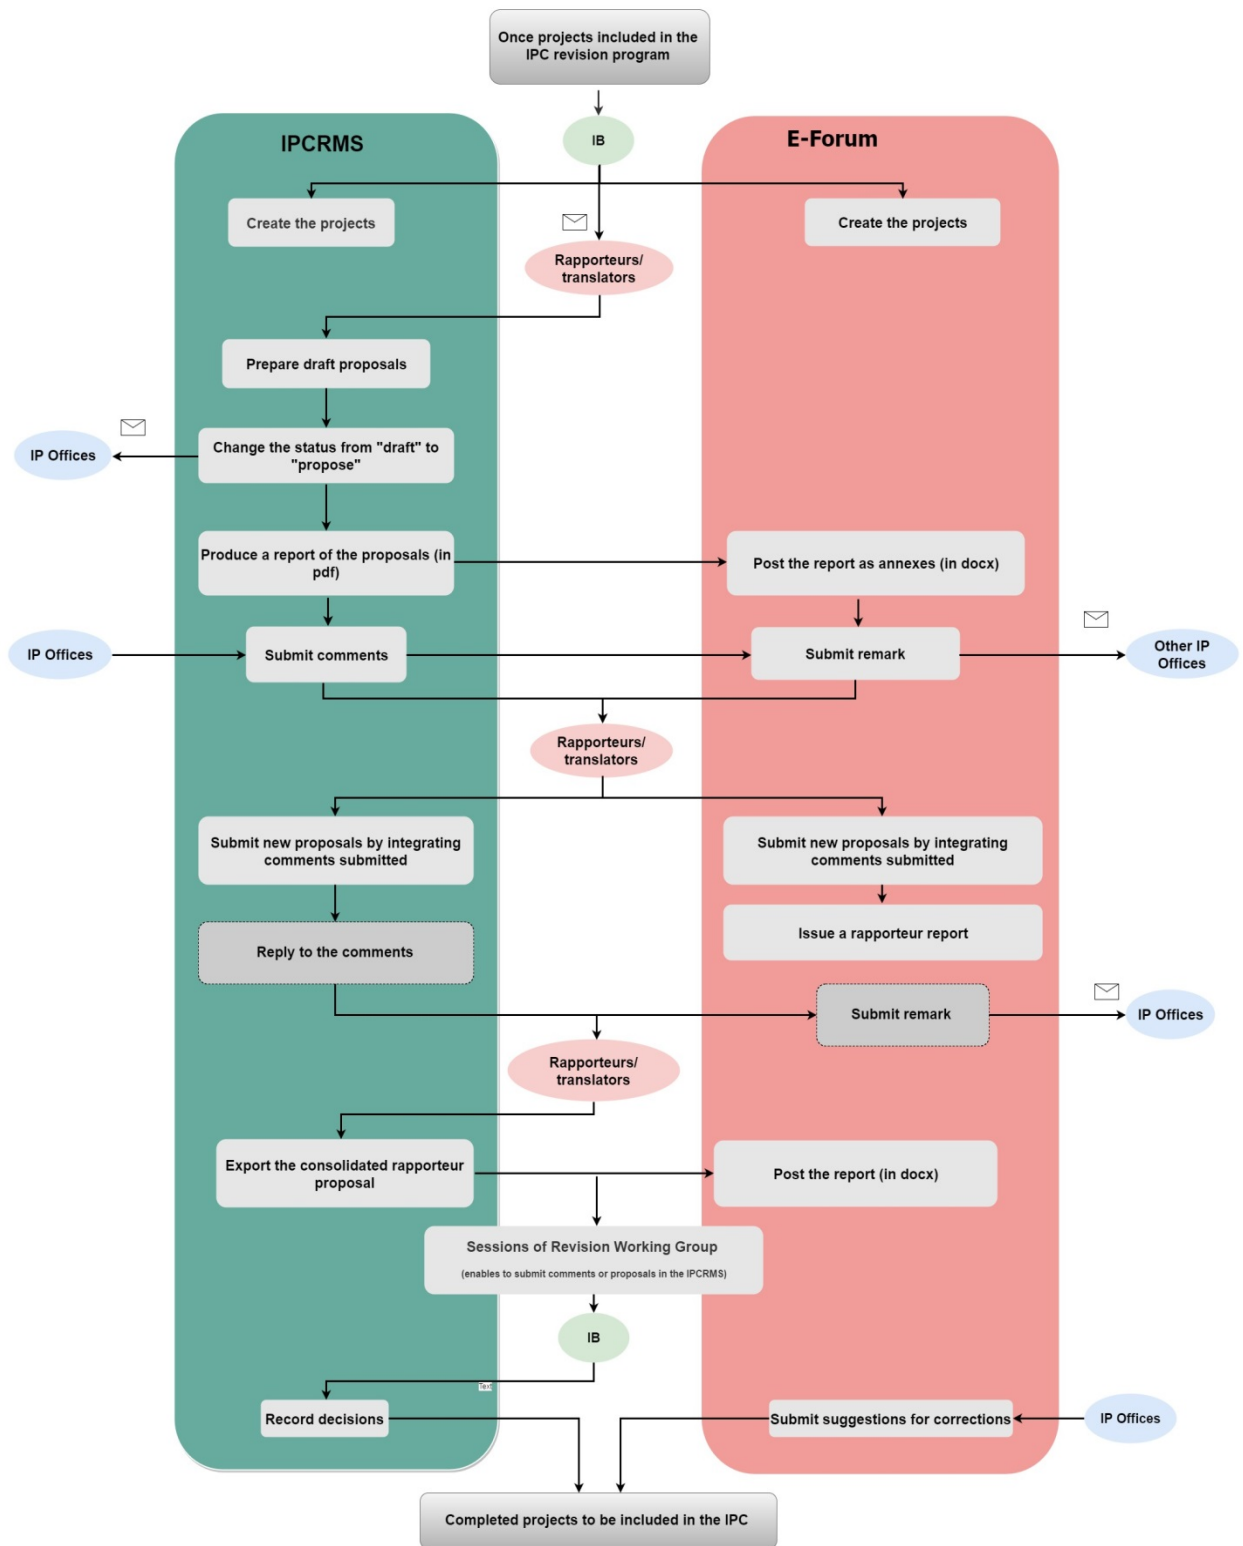 Once projects included in the
IPC revision program
IPCRMS
IB
E-Forum
Create the projects
Create the projects
Rapporteurs/
translators
Prepare draft proposals
IP Offices
Change the status from "draft" to
"propose"
Produce a report of the proposals (in
pdf)
Post the report as annexes (in docx)
IP Offices
Submit comments
Submit remark
Other IP
Offices
Rapporteurs/
translators
Submit new proposals by integrating
comments submitted
Submit new proposals by integrating
comments submitted
Reply to the comments
Issue a rapporteur report
Submit remark
IP Offices
Rapporteurs/
translators
Export the consolidated rapporteur
proposal
Post the report (in docx)
Sessions of Revision Working Group
(enables to submit comments or proposals in the IPCRMS)
IB
Text
Record decisions
Submit suggestions for corrections
IP Offices
Completed projects to be included in the IPC